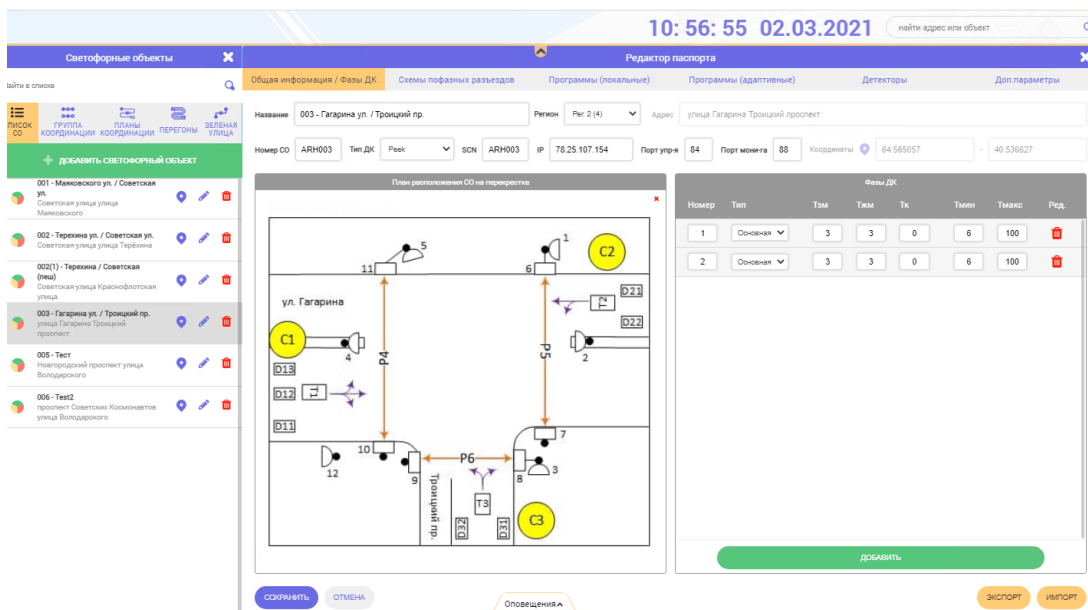 10: 56: 55 02.03.2021
найти адрес или объект
Светофорные объекты
Редактор паспорта
Найти в списке
Общая информация / Фазы ДК
Схемы пофазных разъездов
Программы (локальные)
Программы (адаптивные)
Детекторы
Доп.параметры
ПИСОК СО
ГРУППА КООРДИНАЦИИ
ПЛАНЫ КООРДИНАЦИИ
ПЕРЕГОНЫ
ЗЕЛЕНАЯ УЛИЦА
Название 003 - Гагарина ул. / Троицкий пр.
Регион Рег. 2 (4)
Адрес улица Гагарина Троицкий проспект
Номер СО ARH003
Тип ДК Peek
SCN ARH003
IP 78.25.107.154
Порт упр-я 84
Порт мони-га 88
Координаты 64.565057 - 40.536627
ДОБАВИТЬ СВЕТОФОРНЫЙ ОБЪЕКТ
001 - Маяковского ул. / Советская
ул.
Советская улица улица
Маяковского
002 - Терехина ул. / Советская ул.
Советская улица улица Терёхина
002(1) - Терехина / Советская
(пеш)
Советская улица Краснофлотская
улица
003 - Гагарина ул. / Троицкий пр.
улица Гагарина Троицкий
проспект
005 - Тест
Новгородский проспект улица
Володарского
006 - Test2
проспект Советских Космонавтов
улица Володарского
План расположения СО на перекрестке
5
1
C2
11
6
ул. Гагарина
T2
D21
D22
C1
4
P4
P5
2
D13
D12
T1
D11
10
7
12
9
P6
8
3
Троицкий пр.
T3
D32
D31
C3
Фазы ДК
Номер Тип Тзм Тжм Тк Тмин Тмакс Ред.
1 Основная 3 3 0 6 100
2 Основная 3 3 0 6 100
ДОБАВИТЬ
СОХРАНИТЬ
ОТМЕНА
Оповещения
ЭКСПОРТ
ИМПОРТ